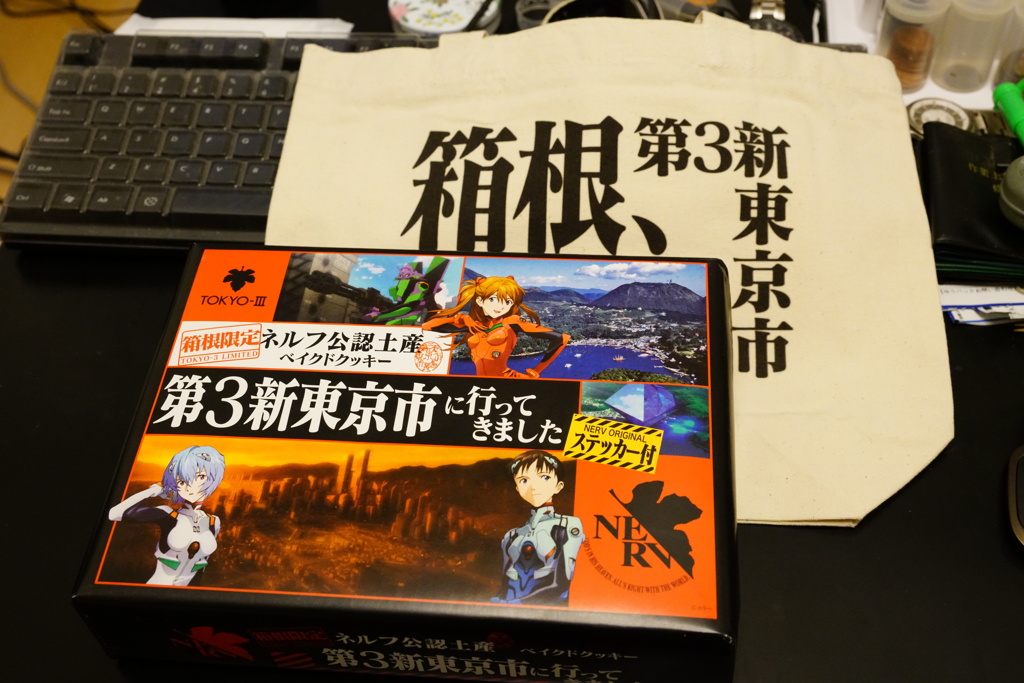 箱根、
第3新
東京市
TOKYO-III
箱根限定
TOKYO-3 LIMITED
ネルフ公認土産
ベイクドクッキー
第3新東京市に行って
きました
NERV ORIGINAL
ステッカー付
NERV
GOD'S IN HIS HEAVEN, ALL'S RIGHT WITH THE WORLD
©カラー
箱根限定
ネルフ公認土産
ベイクドクッキー
第3新東京市に行って